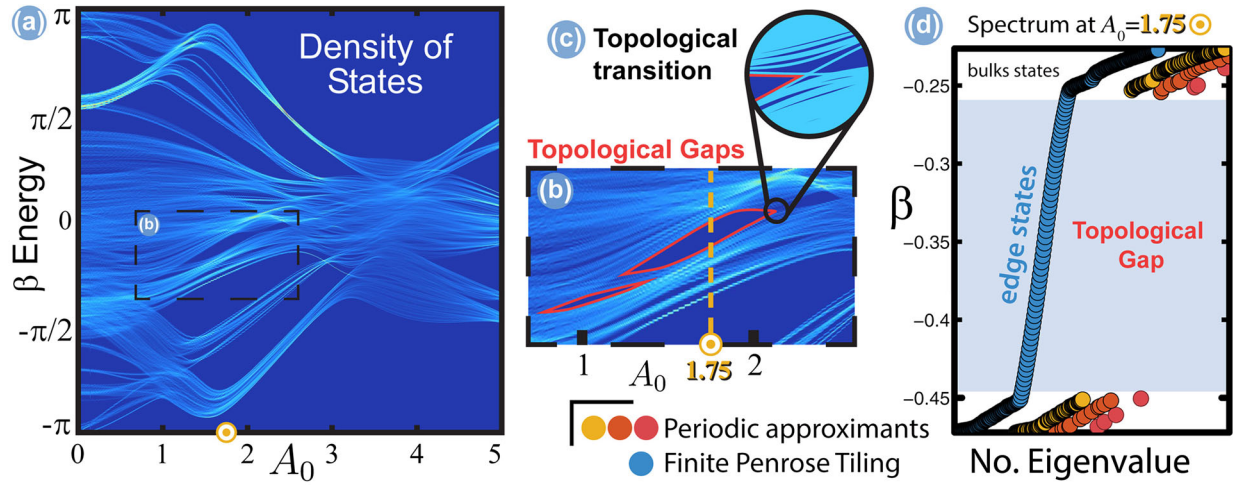 (a)
π
π/2
0
-π/2
-π
β Energy
Density of
States
(b)
0
1
2
3
4
5
A₀
(c)
Topological
transition
Topological Gaps
(b)
1
2
A₀
1.75
Periodic approximants
Finite Penrose Tiling
(d)
Spectrum at A₀=1.75
bulks states
−0.25
−0.3
−0.35
−0.4
−0.45
β
edge states
Topological
Gap
No. Eigenvalue